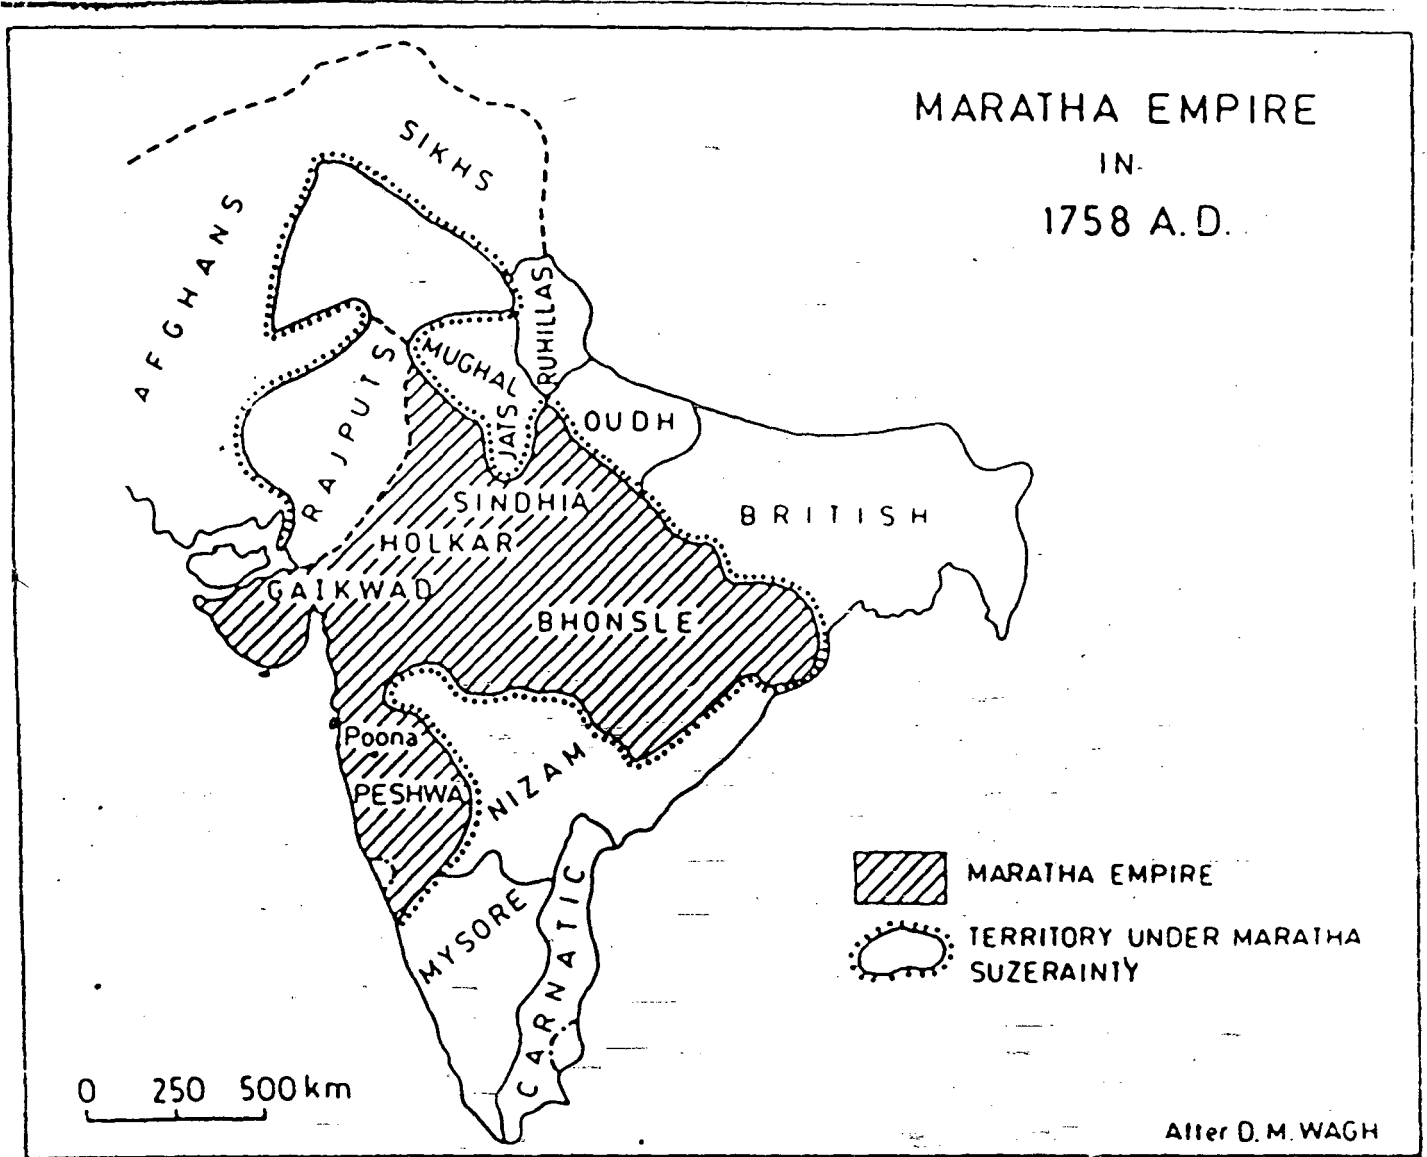 MARATHA EMPIRE
IN
1758 A.D.
SIKHS
AFGHANS
RUHILLAS
MUGHAL
JATS
RAJPUTS
OUDH
BRITISH
SINDHIA
HOLKAR
GAIKWAD
BHONSLE
Poona
PESHWA
NIZAM
MYSORE
CARNATIC
MARATHA EMPIRE
TERRITORY UNDER MARATHA
SUZERAINTY
0 250 500 km
After D. M. WAGH